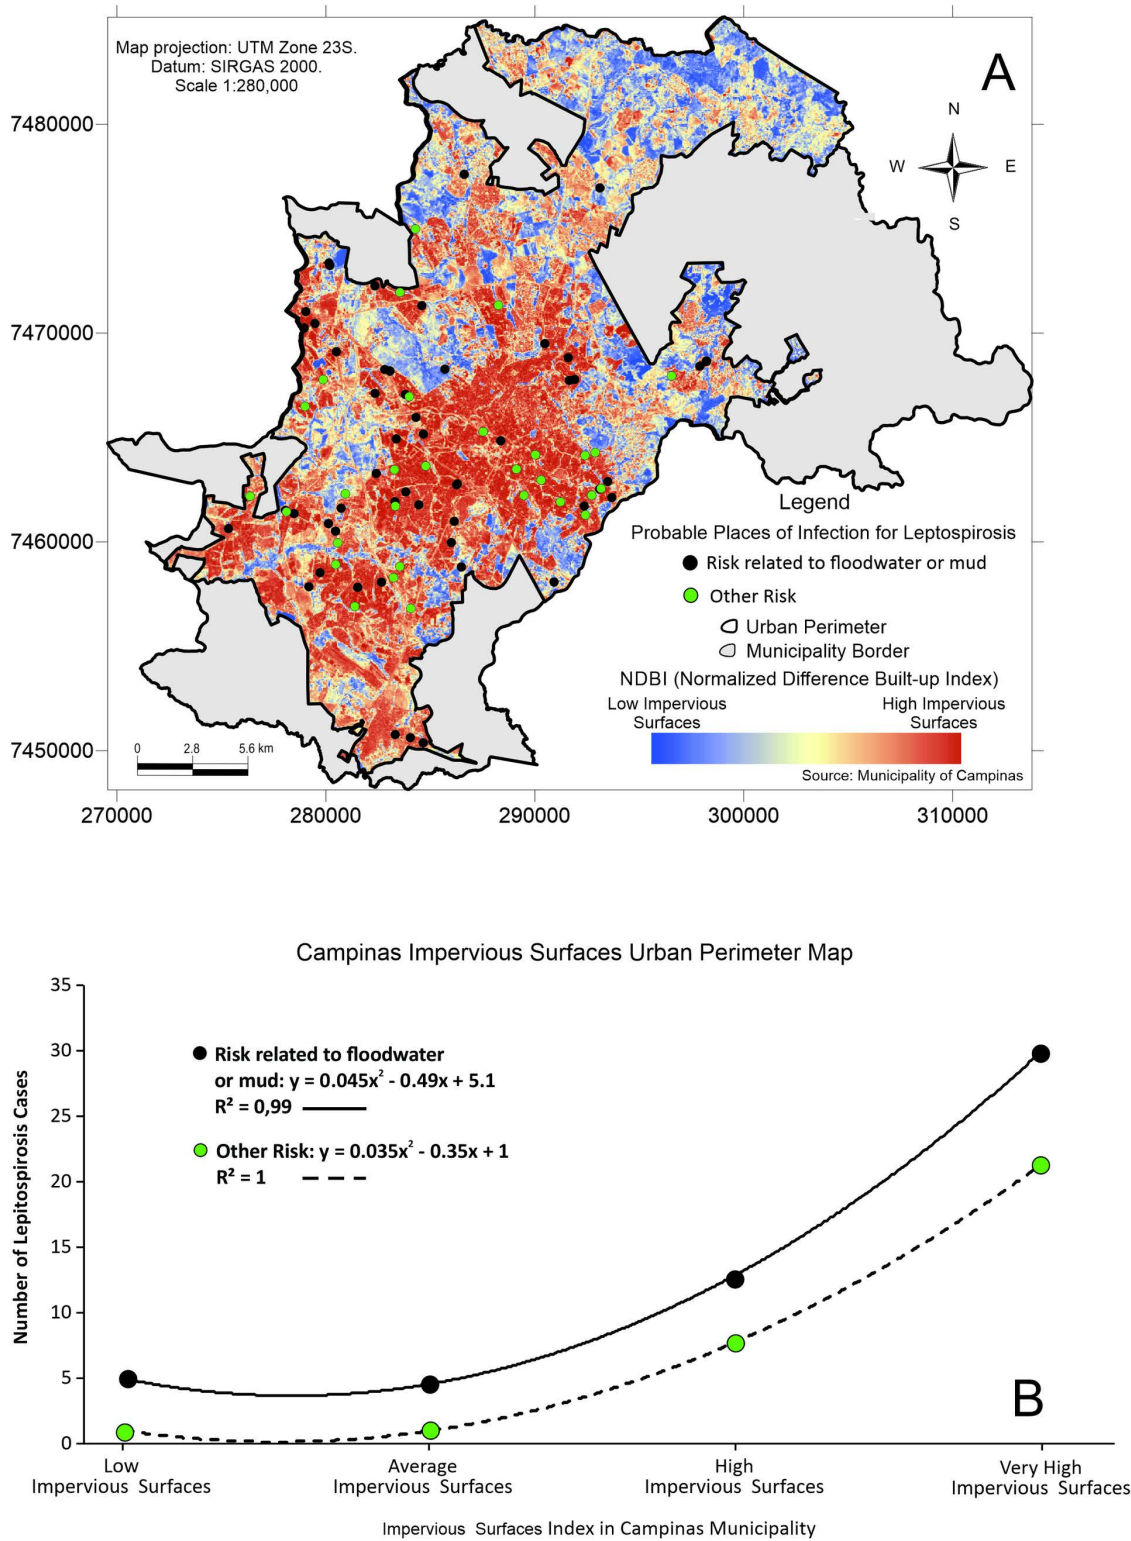 Map projection: UTM Zone 23S.
Datum: SIRGAS 2000.
Scale 1:280,000
A
N
W
E
S
7480000
7470000
7460000
7450000
270000
280000
290000
300000
310000
0
2.8
5.6 km
Legend
Probable Places of Infection for Leptospirosis
Risk related to floodwater or mud
Other Risk
Urban Perimeter
Municipality Border
NDBI (Normalized Difference Built-up Index)
Low Impervious
Surfaces
High Impervious
Surfaces
Source: Municipality of Campinas
Campinas Impervious Surfaces Urban Perimeter Map
Number of Lepitospirosis Cases
35
30
25
20
15
10
5
0
Risk related to floodwater
or mud: y = 0.045x² - 0.49x + 5.1
R² = 0,99
Other Risk: y = 0.035x² - 0.35x + 1
R² = 1
B
Low
Impervious Surfaces
Average
Impervious Surfaces
High
Impervious Surfaces
Very High
Impervious Surfaces
Impervious Surfaces Index in Campinas Municipality